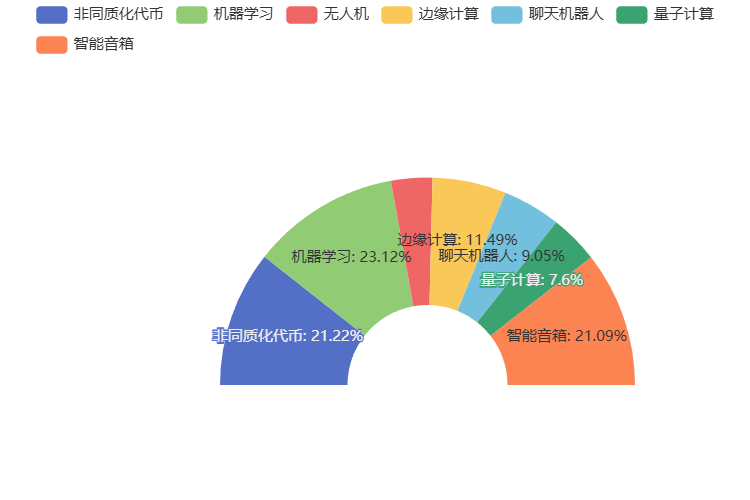 非同质化代币 机器学习 无人机 边缘计算 聊天机器人 量子计算
智能音箱
边缘计算: 11.49%
机器学习: 23.12% 聊天机器人: 9.05%
量子计算: 7.6%
非同质化代币: 21.22% 智能音箱: 21.09%